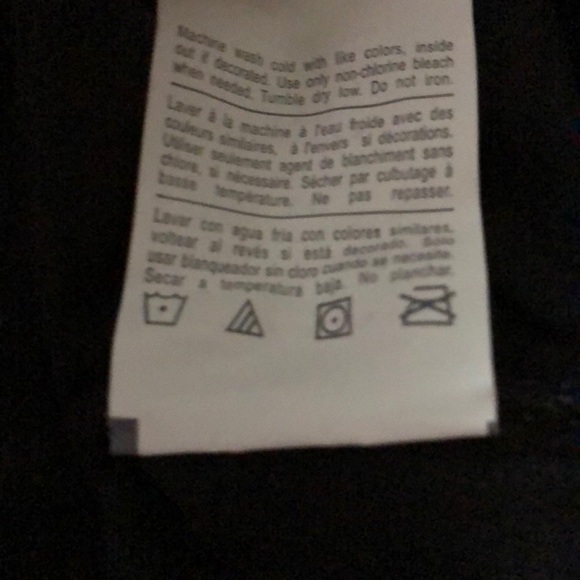 Machine wash cold with like colors, inside
out if decorated. Use only non-chlorine bleach
when needed. Tumble dry low. Do not iron.
Laver à la machine à l'eau froide avec des
couleurs similaires, à l'envers si décorations.
Utiliser seulement agent de blanchiment sans
chlore, si nécessaire. Sécher par culbutage à
basse température. Ne pas repasser.
Lavar con agua fria con colores similares,
voltear al revés si está decorado. Solo
usar blanqueador sin cloro cuando se necesite.
Secar a temperatura baja. No planchar.